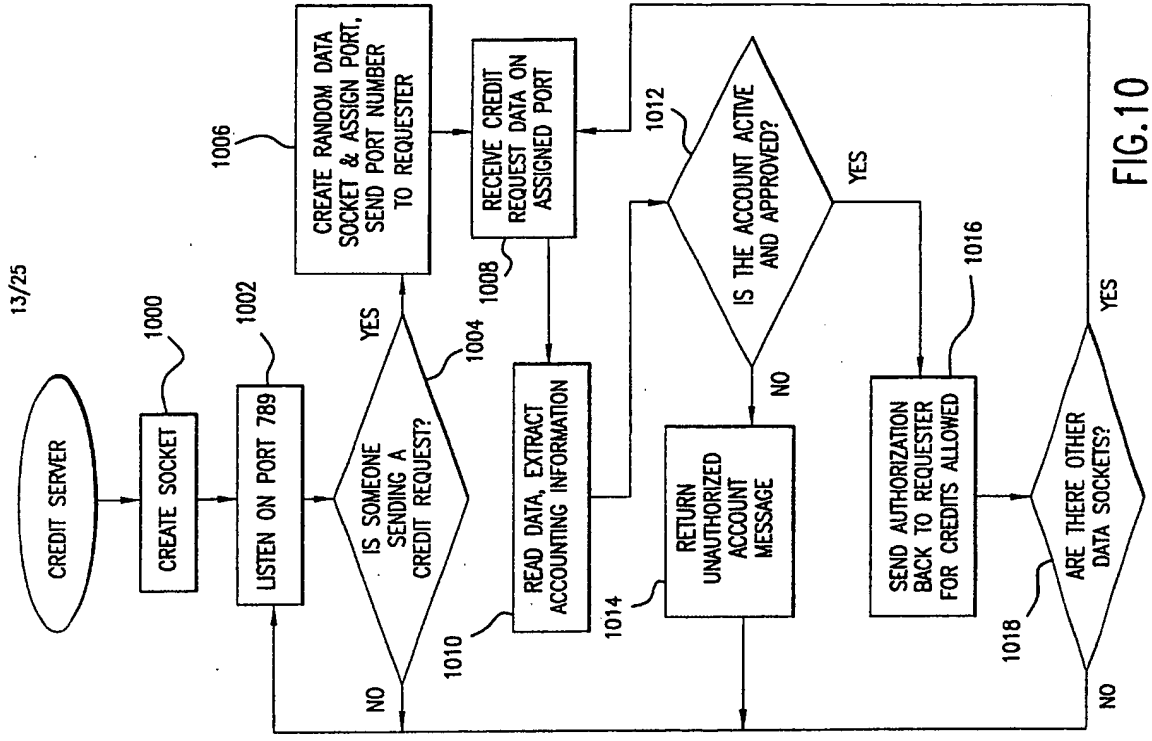 13/25
CREDIT SERVER
1000
CREATE SOCKET
1002
LISTEN ON PORT 789
IS SOMEONE
SENDING A
CREDIT REQUEST?
1004
YES
NO
1006
CREATE RANDOM DATA
SOCKET & ASSIGN PORT,
SEND PORT NUMBER
TO REQUESTER
RECEIVE CREDIT
REQUEST DATA ON
ASSIGNED PORT
1008
READ DATA, EXTRACT
ACCOUNTING INFORMATION
1010
1012
IS THE ACCOUNT ACTIVE
AND APPROVED?
NO
YES
RETURN
UNAUTHORIZED
ACCOUNT
MESSAGE
1014
1016
SEND AUTHORIZATION
BACK TO REQUESTER
FOR CREDITS ALLOWED
ARE THERE OTHER
DATA SOCKETS?
1018
NO
YES
FIG.10